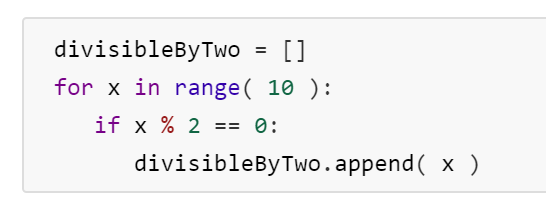 divisibleByTwo = []
for x in range( 10 ):
   if x % 2 == 0:
      divisibleByTwo.append( x )